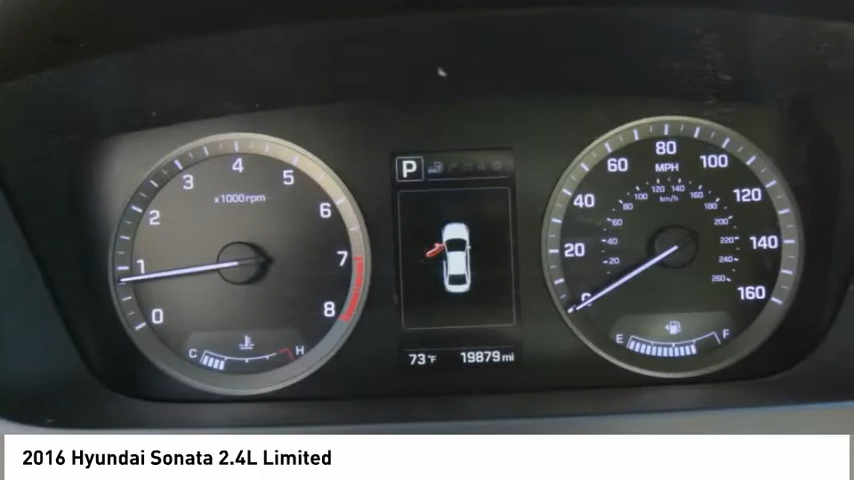 0 1 2 3 4 5 6 7 8
x1000rpm
C H
P
73°F 19879 mi
0 20 40 60 80 100 120 140 160
MPH
20 40 60 80 100 120 140 160 180 200 220 240 260
km/h
E F
2016 Hyundai Sonata 2.4L Limited